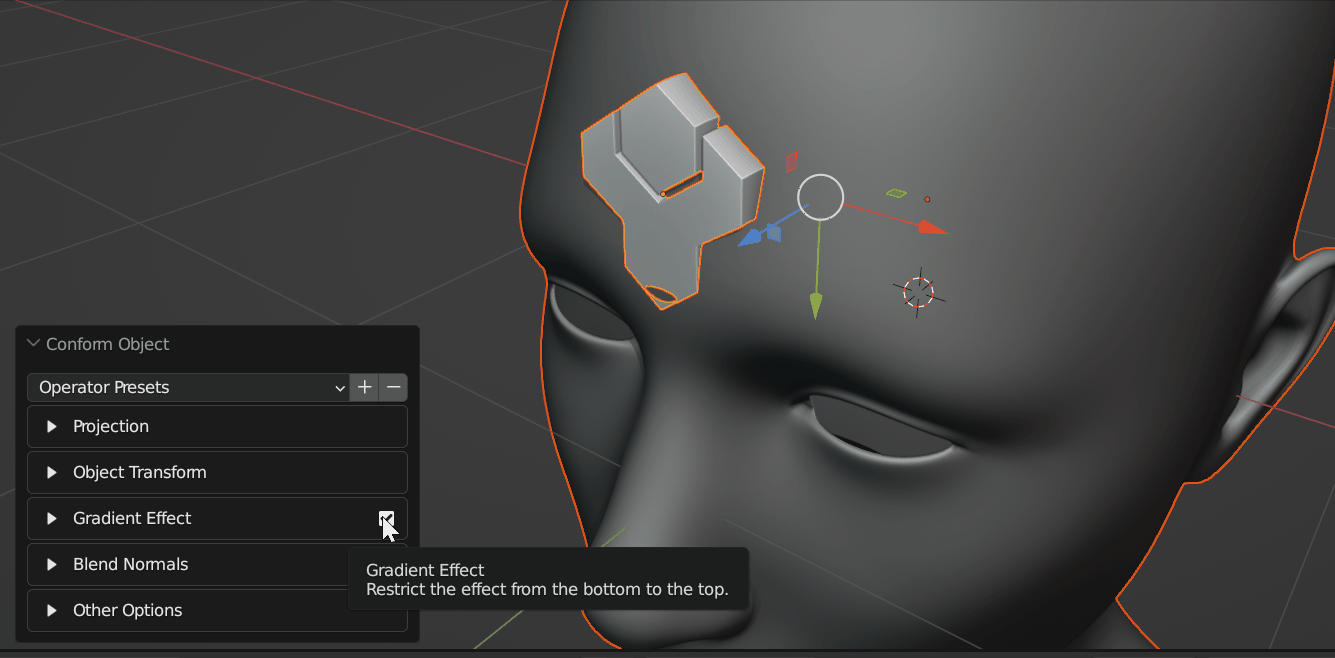 Conform Object
Operator Presets
Projection
Object Transform
Gradient Effect
Blend Normals
Other Options
Gradient Effect
Restrict the effect from the bottom to the top.